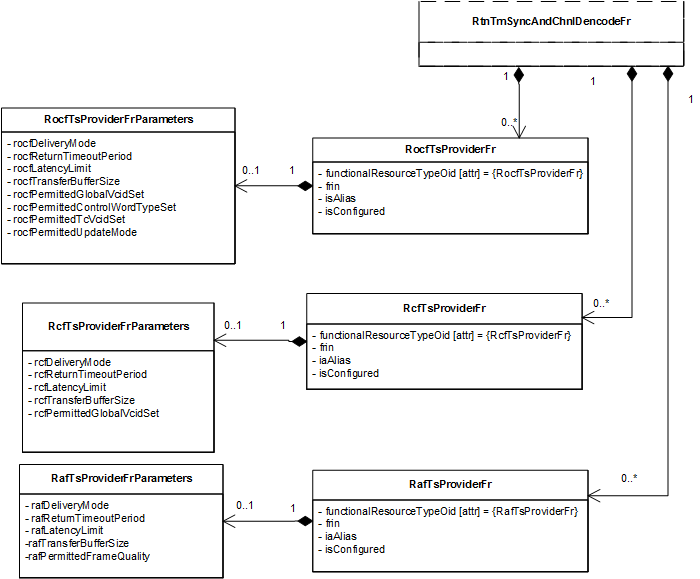 RtnTmSyncAndChnlDencodeFr
1
1
1
0..*
RocfTsProviderFrParameters
- rocfDeliveryMode
- rocfReturnTimeoutPeriod
- rocfLatencyLimit
- rocfTransferBufferSize
- rocfPermittedGlobalVcidSet
- rocfPermittedControlWordTypeSet
- rocfPermittedTcVcidSet
- rocfPermittedUpdateMode
0..1
1
RocfTsProviderFr
- functionalResourceTypeOid [attr] = {RocfTsProviderFr}
- frin
- isAlias
- isConfigured
RcfTsProviderFrParameters
- rcfDeliveryMode
- rcfReturnTimeoutPeriod
- rcfLatencyLimit
- rcfTransferBufferSize
- rcfPermittedGlobalVcidSet
0..1
1
RcfTsProviderFr
- functionalResourceTypeOid [attr] = {RcfTsProviderFr}
- frin
- iaAlias
- isConfigured
0..*
RafTsProviderFrParameters
- rafDeliveryMode
- rafReturnTimeoutPeriod
- rafLatencyLimit
-rafTransferBufferSize
-rafPermittedFrameQuality
0..1
1
RafTsProviderFr
- functionalResourceTypeOid [attr] = {RafTsProviderFr}
- frin
- iaAlias
- isConfigured
0..*